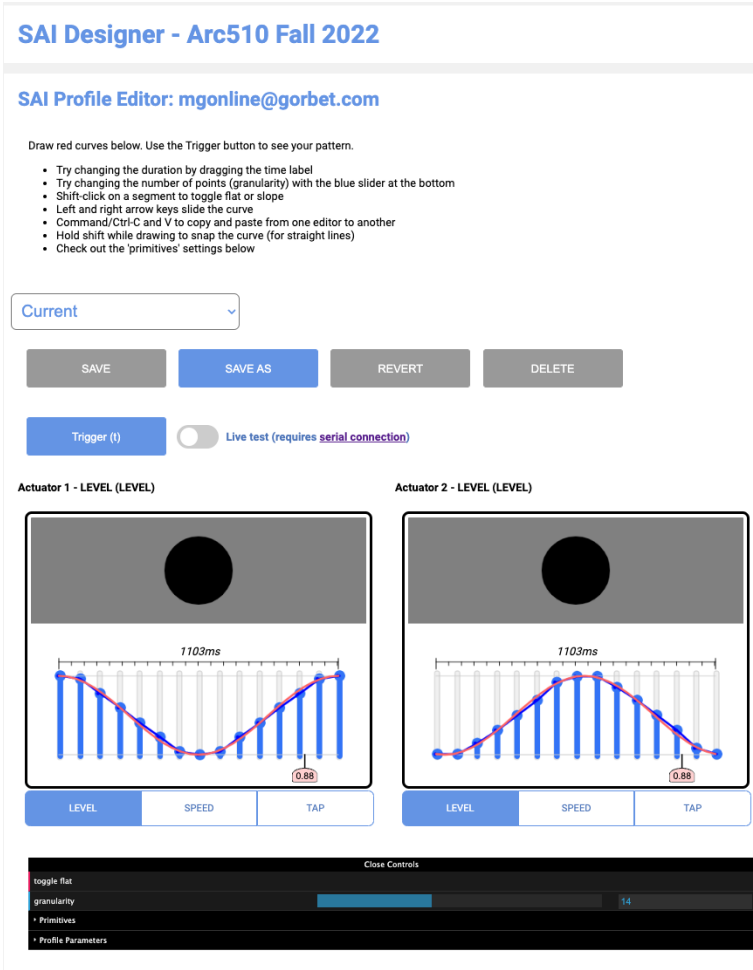 SAI Designer - Arc510 Fall 2022
SAI Profile Editor: mgonline@gorbet.com
Draw red curves below. Use the Trigger button to see your pattern.
Try changing the duration by dragging the time label
Try changing the number of points (granularity) with the blue slider at the bottom
Shift-click on a segment to toggle flat or slope
Left and right arrow keys slide the curve
Command/Ctrl-C and V to copy and paste from one editor to another
Hold shift while drawing to snap the curve (for straight lines)
Check out the 'primitives' settings below
Current
SAVE SAVE AS REVERT DELETE
Trigger (t) Live test (requires serial connection)
Actuator 1 - LEVEL (LEVEL) Actuator 2 - LEVEL (LEVEL)
1103ms 1103ms
0.88 0.88
LEVEL SPEED TAP LEVEL SPEED TAP
Close Controls
toggle flat
granularity 14
Primitives
Profile Parameters